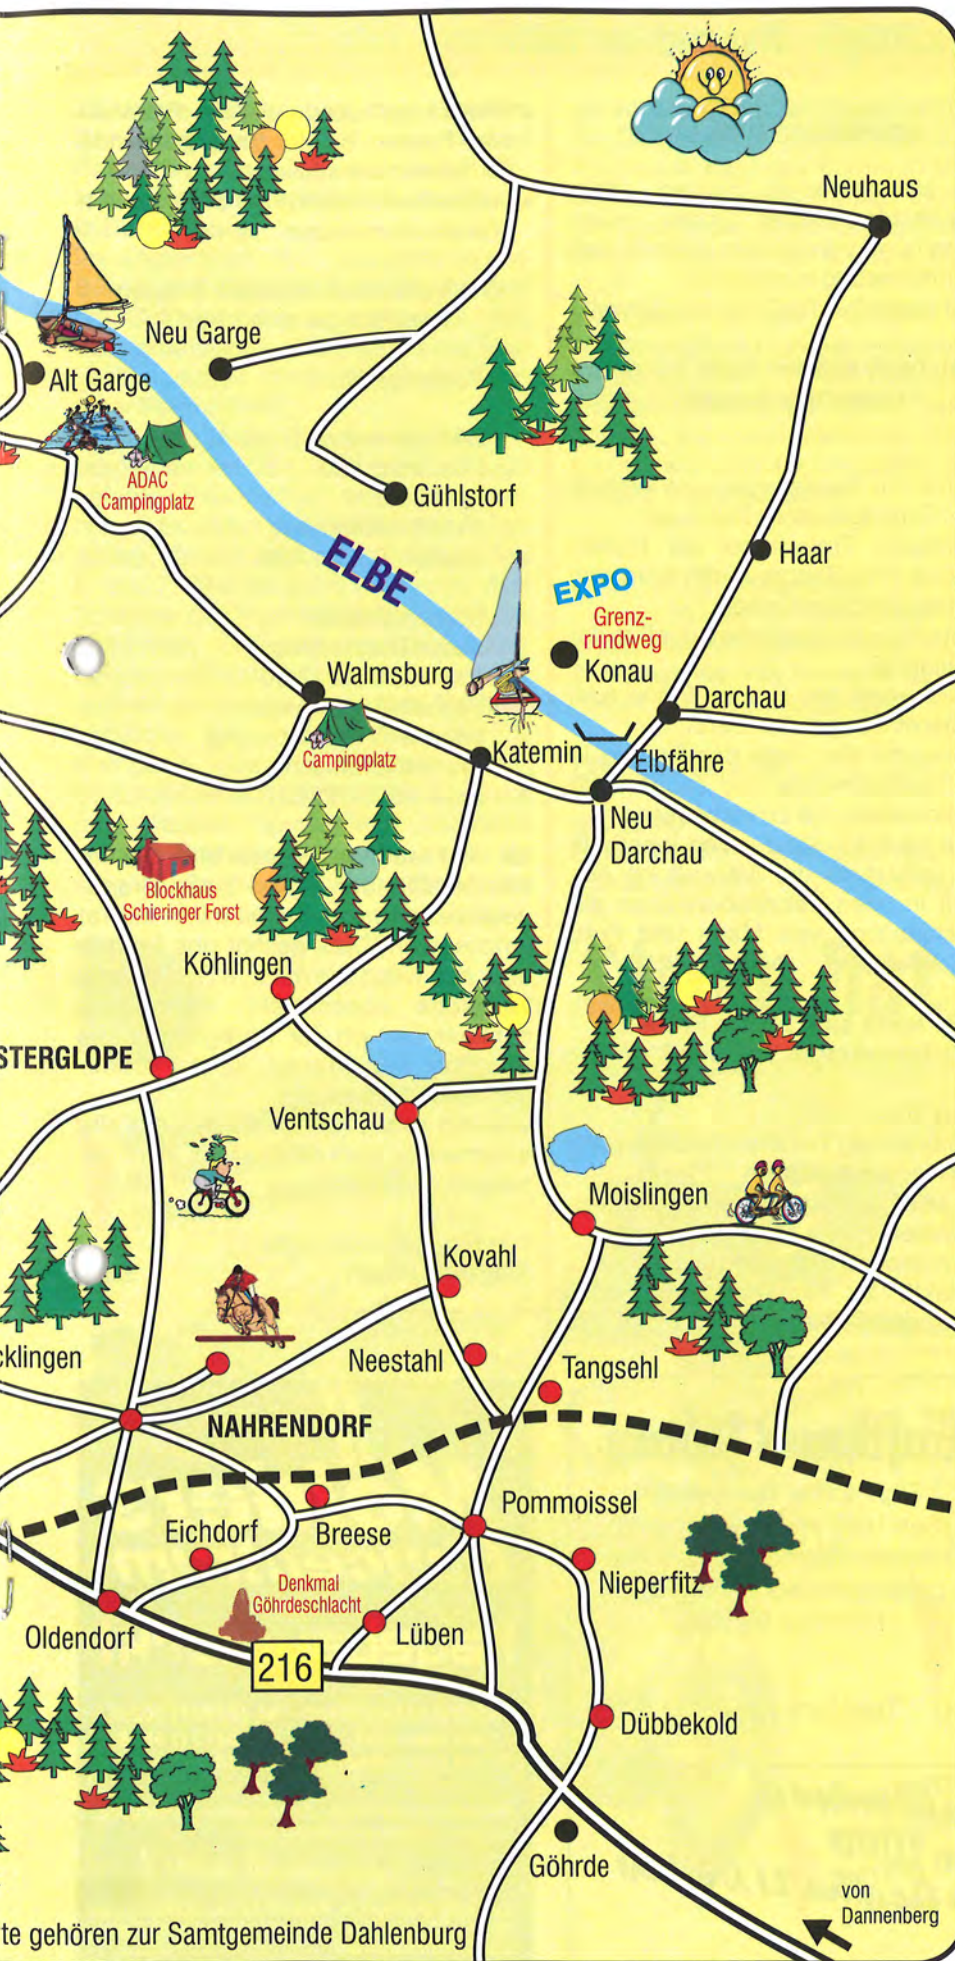 Neuhaus
Neu Garge
Alt Garge
ADAC
Campingplatz
Gühlstorf
ELBE
Haar
EXPO
Grenz-
rundweg
Konau
Walmsburg
Darchau
Campingplatz
Katemin
Elbfähre
Neu
Darchau
Blockhaus
Schieringer Forst
Köhlingen
STERGLOPE
Ventschau
Moislingen
Kovahl
cklingen
Neestahl
Tangsehl
NAHRENDORF
Pommoissel
Eichdorf
Breese
Nieperfitz
Denkmal
Göhrdeschlacht
Oldendorf
Lüben
216
Dübbekold
Göhrde
von
Dannenberg
te gehören zur Samtgemeinde Dahlenburg